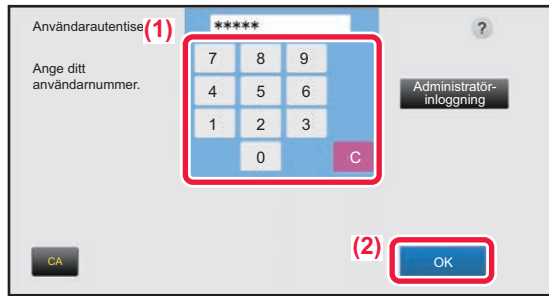 Användarautentise
(1)
*****
?
Ange ditt
användarnummer.
7 8 9
4 5 6
1 2 3
0 C
Administratör-
inloggning
(2)
CA
OK